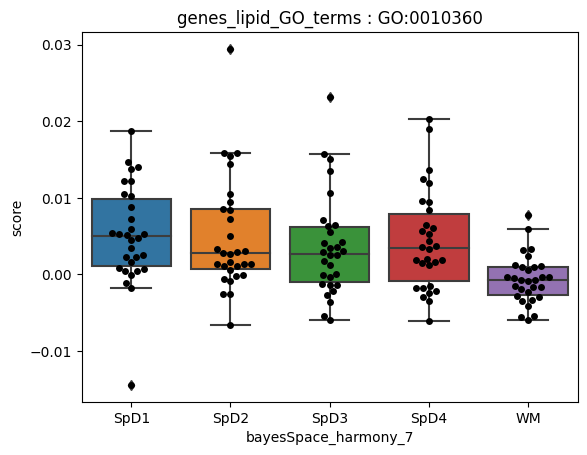 genes_lipid_GO_terms : GO:0010360
score
0.03
0.02
0.01
0.00
−0.01
SpD1 SpD2 SpD3 SpD4 WM
bayesSpace_harmony_7